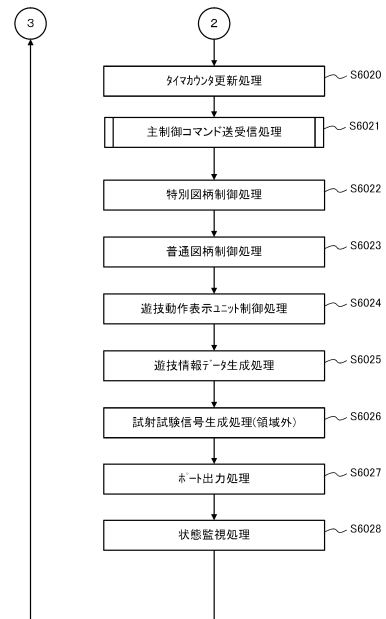 3
2
タイマカウンタ更新処理
S6020
主制御コマンド送受信処理
S6021
特別図柄制御処理
S6022
普通図柄制御処理
S6023
遊技動作表示ユニット制御処理
S6024
遊技情報データ生成処理
S6025
試射試験信号生成処理(領域外)
S6026
ポート出力処理
S6027
状態監視処理
S6028